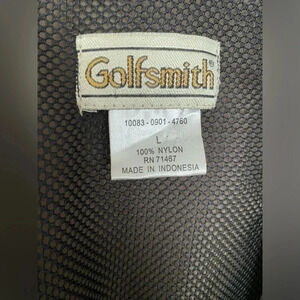 Golfsmith®
10083-0901-4760
L
100% NYLON
RN 71467
MADE IN INDONESIA